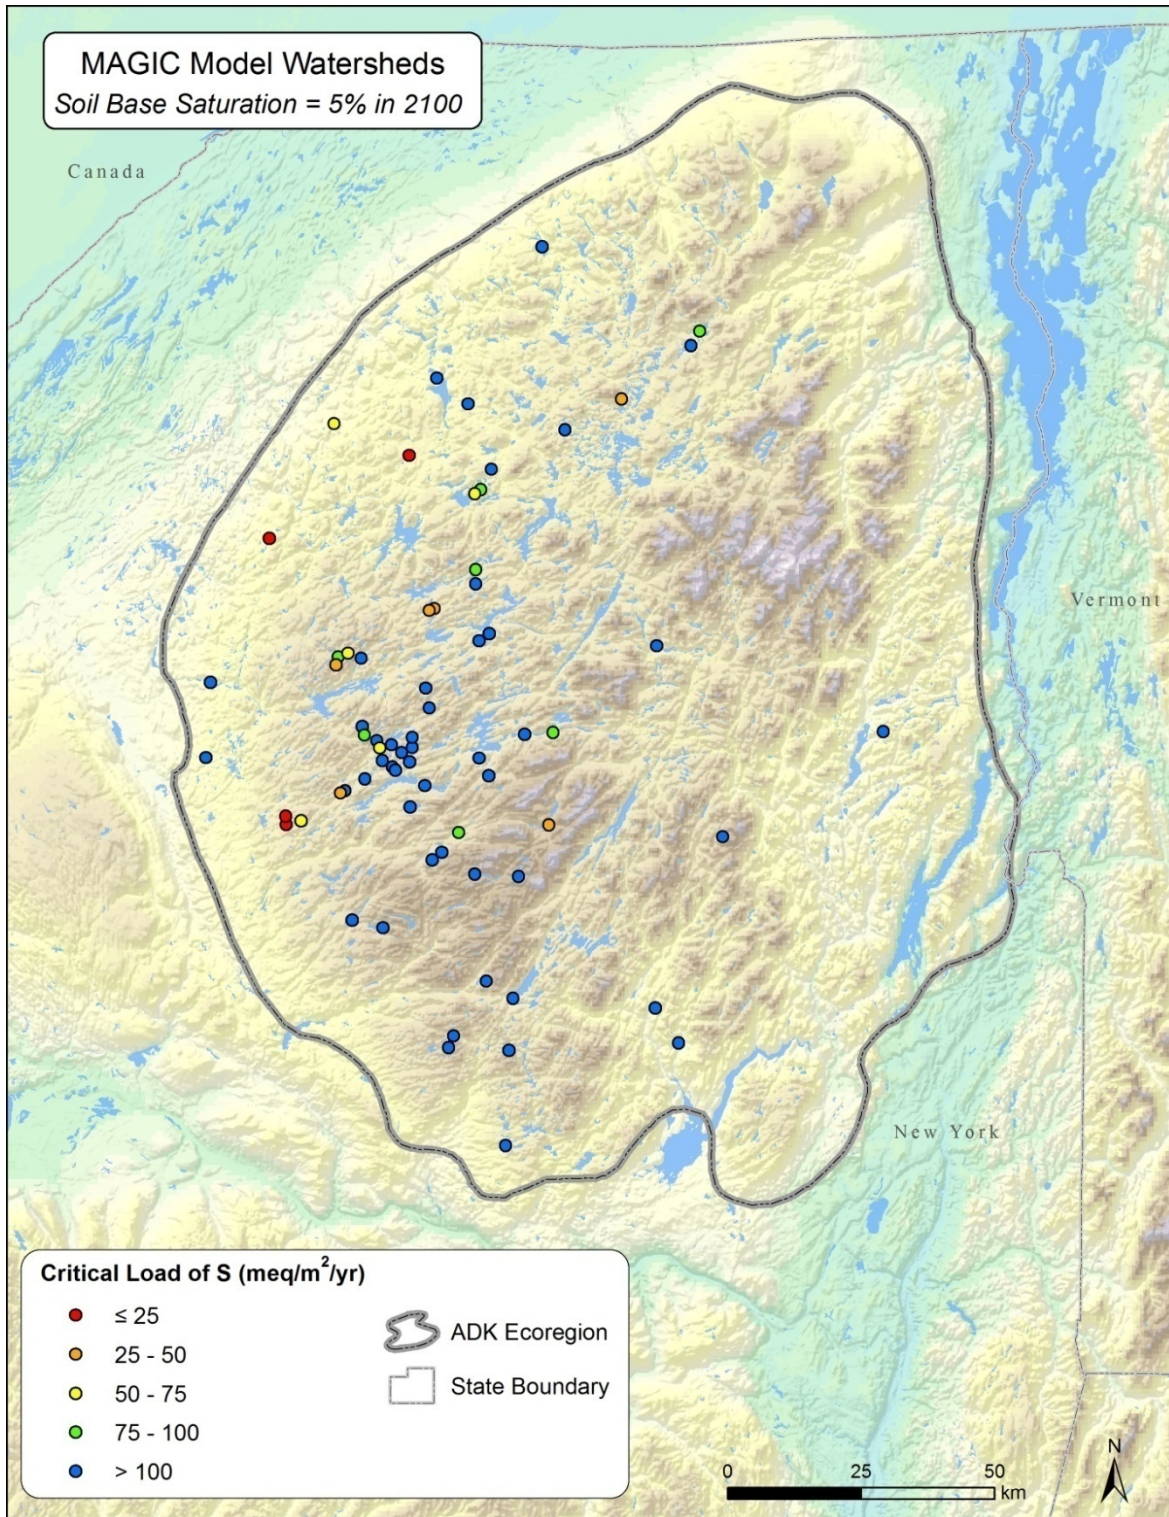 MAGIC Model Watersheds
Soil Base Saturation = 5% in 2100
Canada
Vermont
New York
Critical Load of S (meq/m²/yr)
≤ 25
25 - 50
50 - 75
75 - 100
> 100
ADK Ecoregion
State Boundary
N
0 25 50
km